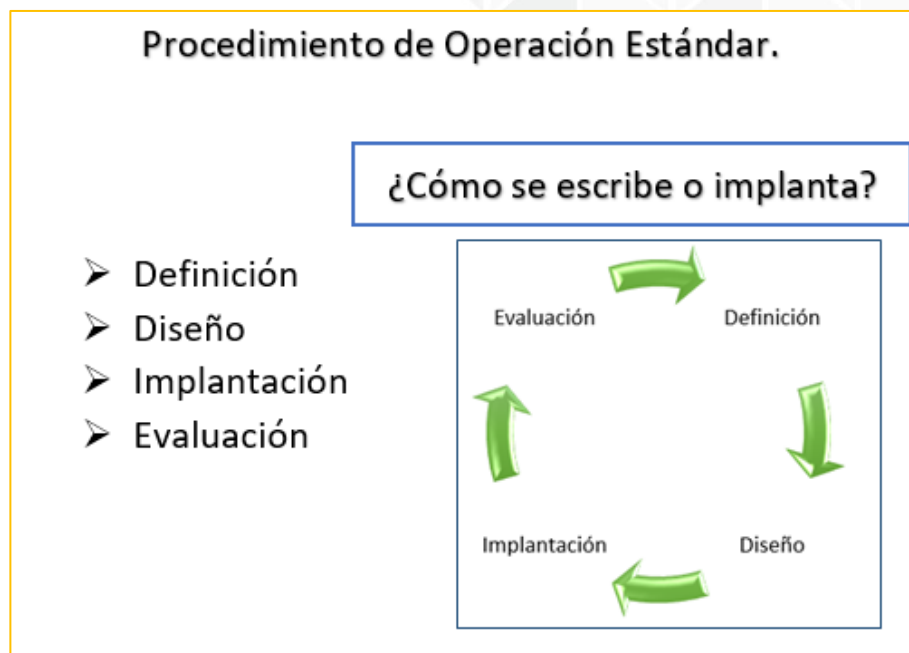 Procedimiento de Operación Estándar.
¿Cómo se escribe o implanta?
➢ Definición
➢ Diseño
➢ Implantación
➢ Evaluación
Evaluación
Definición
Implantación
Diseño